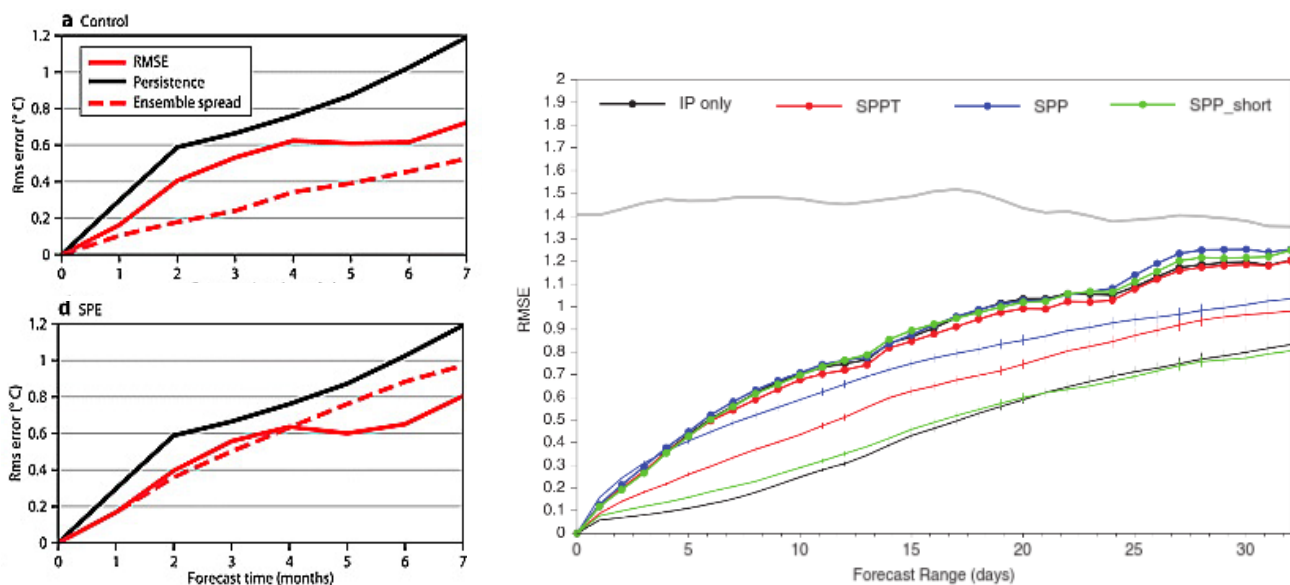 a Control
1.2
1
0.8
0.6
0.4
0.2
0
Rms error (° C)
RMSE
Persistence
Ensemble spread
0 1 2 3 4 5 6 7
d SPE
1.2
1
0.8
0.6
0.4
0.2
0
Rms error (° C)
0 1 2 3 4 5 6 7
Forecast time (months)
2
1.9
1.8
1.7
1.6
1.5
1.4
1.3
1.2
1.1
1
0.9
0.8
0.7
0.6
0.5
0.4
0.3
0.2
0.1
0
RMSE
IP only SPPT SPP SPP_short
0 5 10 15 20 25 30
Forecast Range (days)